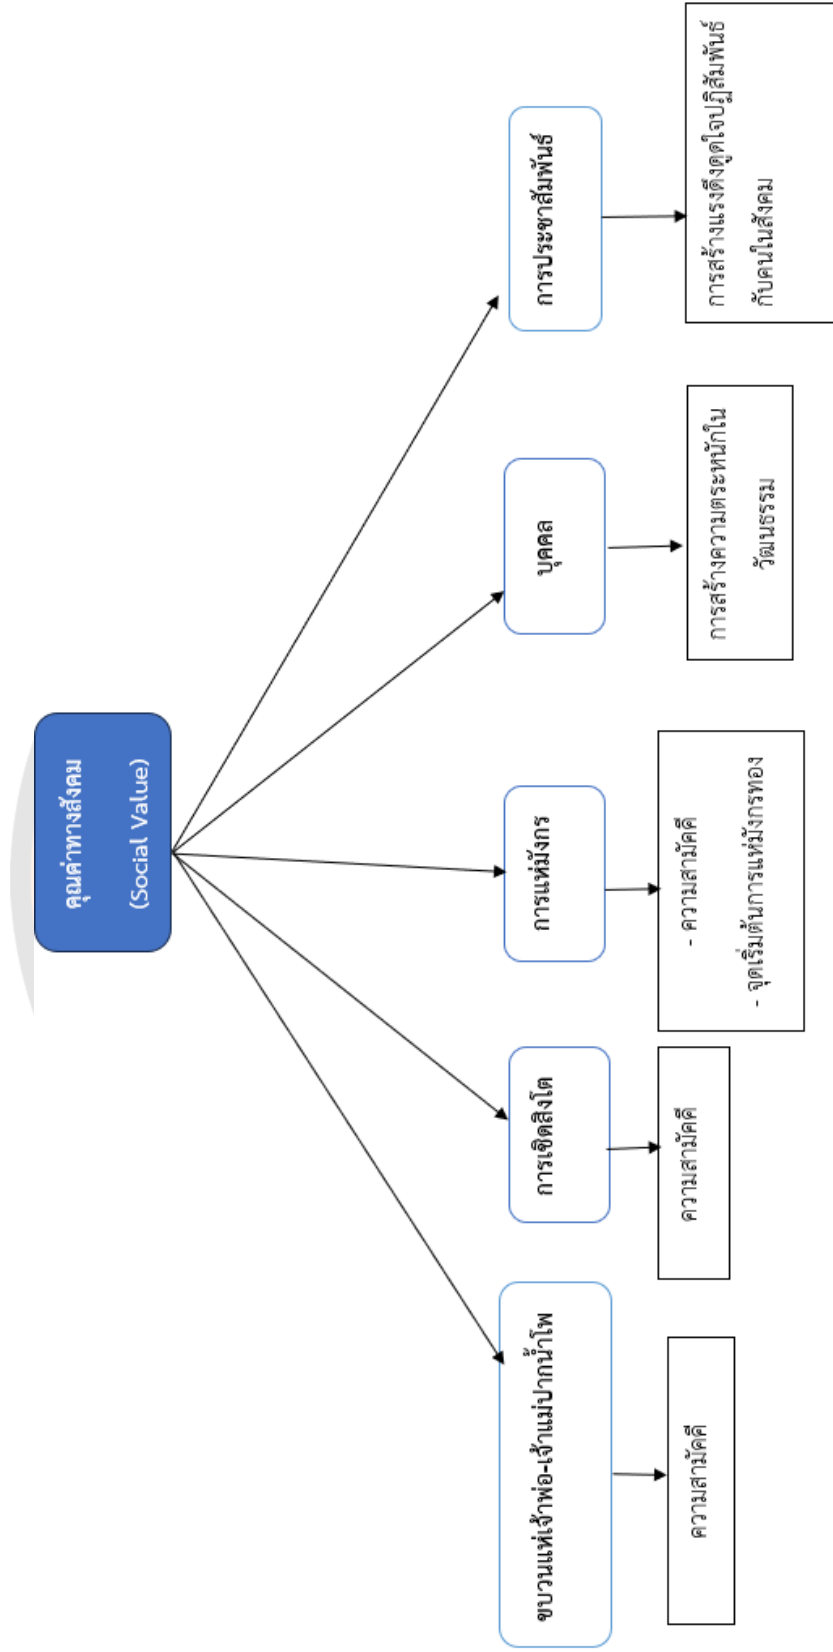 คุณค่าทางสังคม
(Social Value)
ขบวนแห่เจ้าพ่อ-เจ้าแม่ปากน้ำโพ
การเชิดสิงโต
การแห่มังกร
บุคคล
การประชาสัมพันธ์
ความสามัคคี
ความสามัคคี
- ความสามัคคี
- จุดเริ่มต้นการแห่มังกรทอง
การสร้างความตระหนักใน
วัฒนธรรม
การสร้างแรงดึงดูดใจปฏิสัมพันธ์
กับคนในสังคม